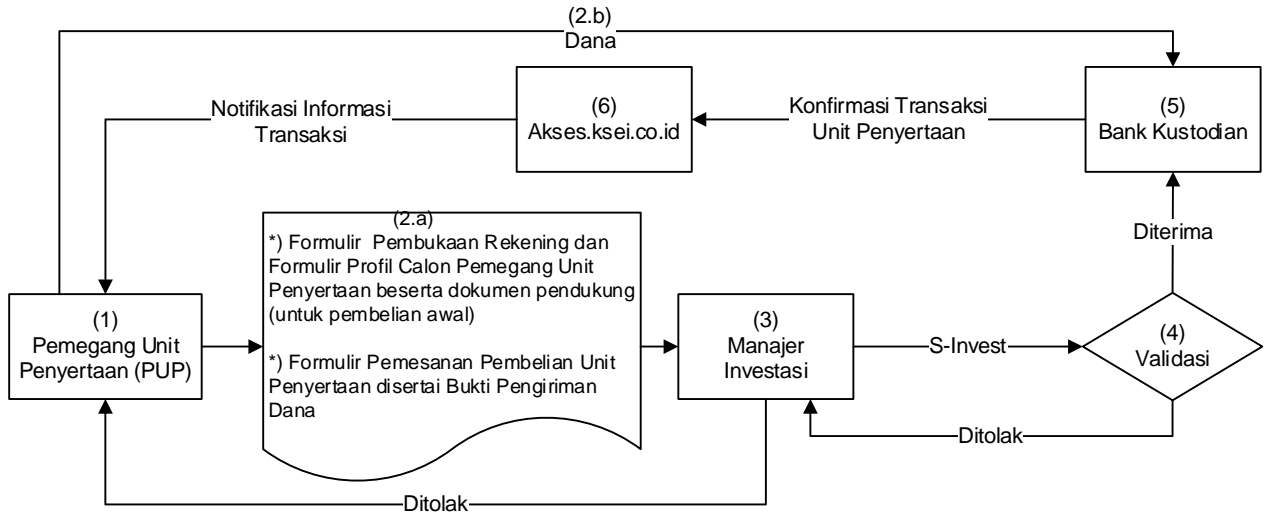 (2.b)
Dana
Notifikasi Informasi
Transaksi
(6)
Akses.ksei.co.id
Konfirmasi Transaksi
Unit Penyertaan
(5)
Bank Kustodian
(2.a)
*) Formulir Pembukaan Rekening dan
Formulir Profil Calon Pemegang Unit
Penyertaan beserta dokumen pendukung
(untuk pembelian awal)
*) Formulir Pemesanan Pembelian Unit
Penyertaan disertai Bukti Pengiriman
Dana
Diterima
(1)
Pemegang Unit
Penyertaan (PUP)
(3)
Manajer
Investasi
S-Invest
(4)
Validasi
Ditolak
Ditolak